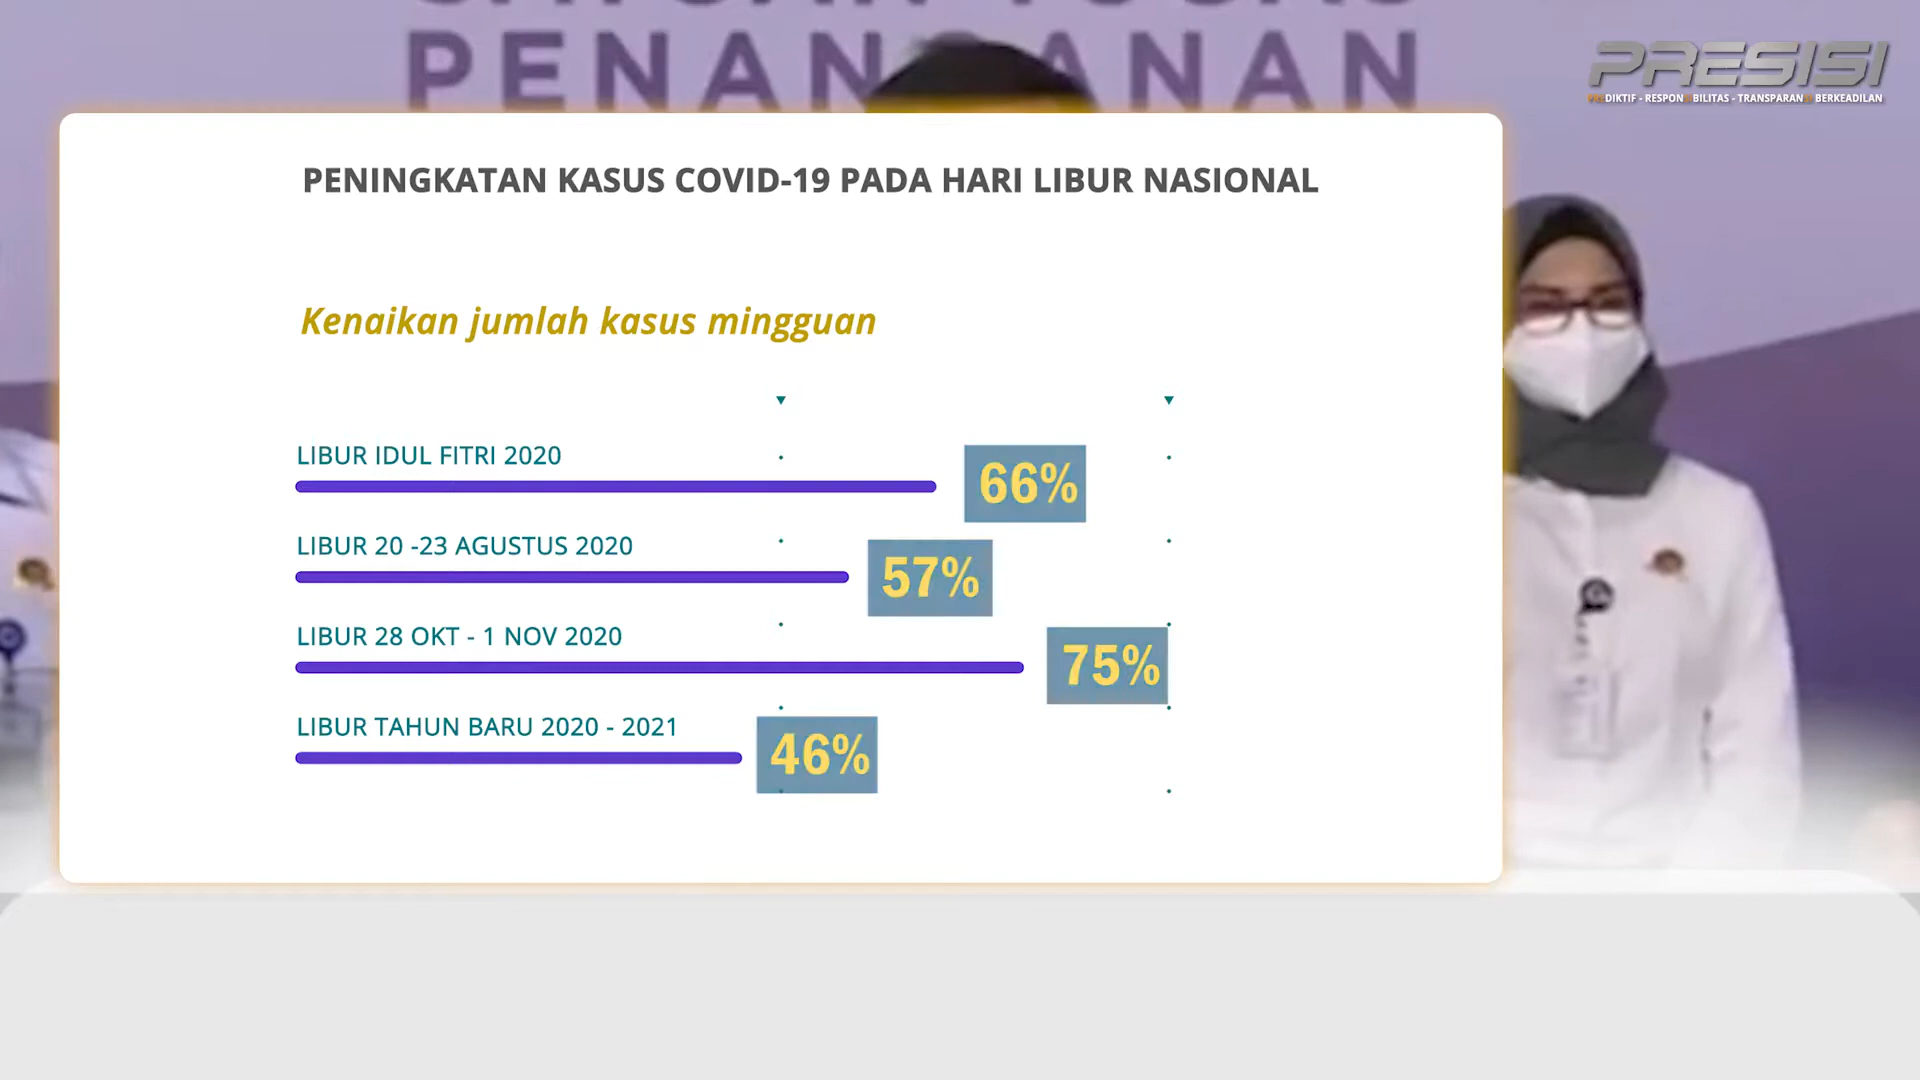 PRESISI
DIKTIF - RESPON BILITAS - TRANSPARAN BERKEADILAN
PENINGKATAN KASUS COVID-19 PADA HARI LIBUR NASIONAL
Kenaikan jumlah kasus mingguan
LIBUR IDUL FITRI 2020
66%
LIBUR 20 -23 AGUSTUS 2020
57%
LIBUR 28 OKT - 1 NOV 2020
75%
LIBUR TAHUN BARU 2020 - 2021
46%